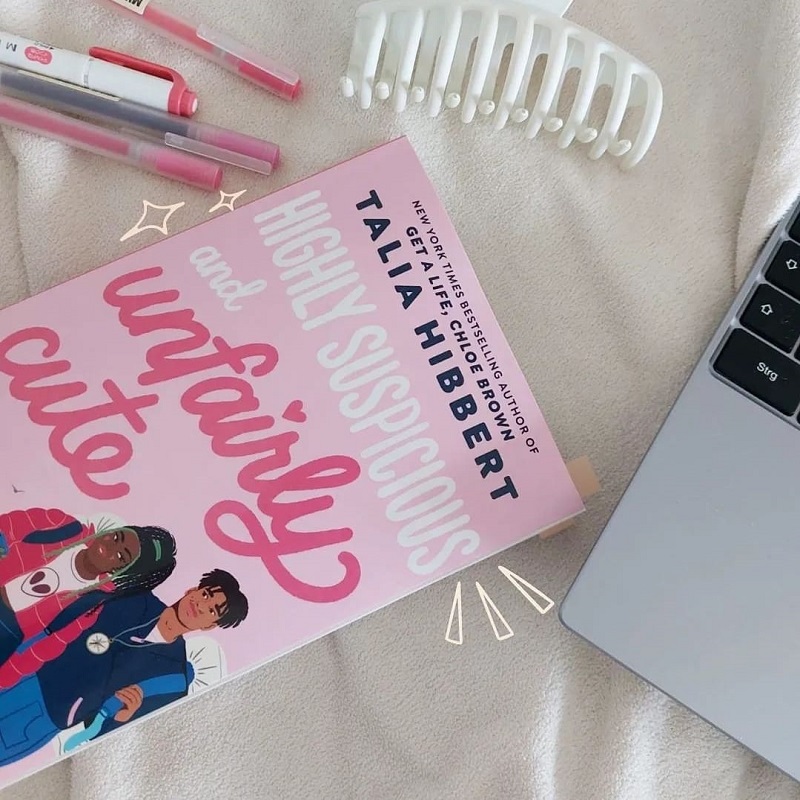 NEW YORK TIMES BESTSELLING AUTHOR OF
GET A LIFE, CHLOE BROWN
TALIA HIBBERT
HIGHLY SUSPICIOUS
and
unfairly
cute
Strg